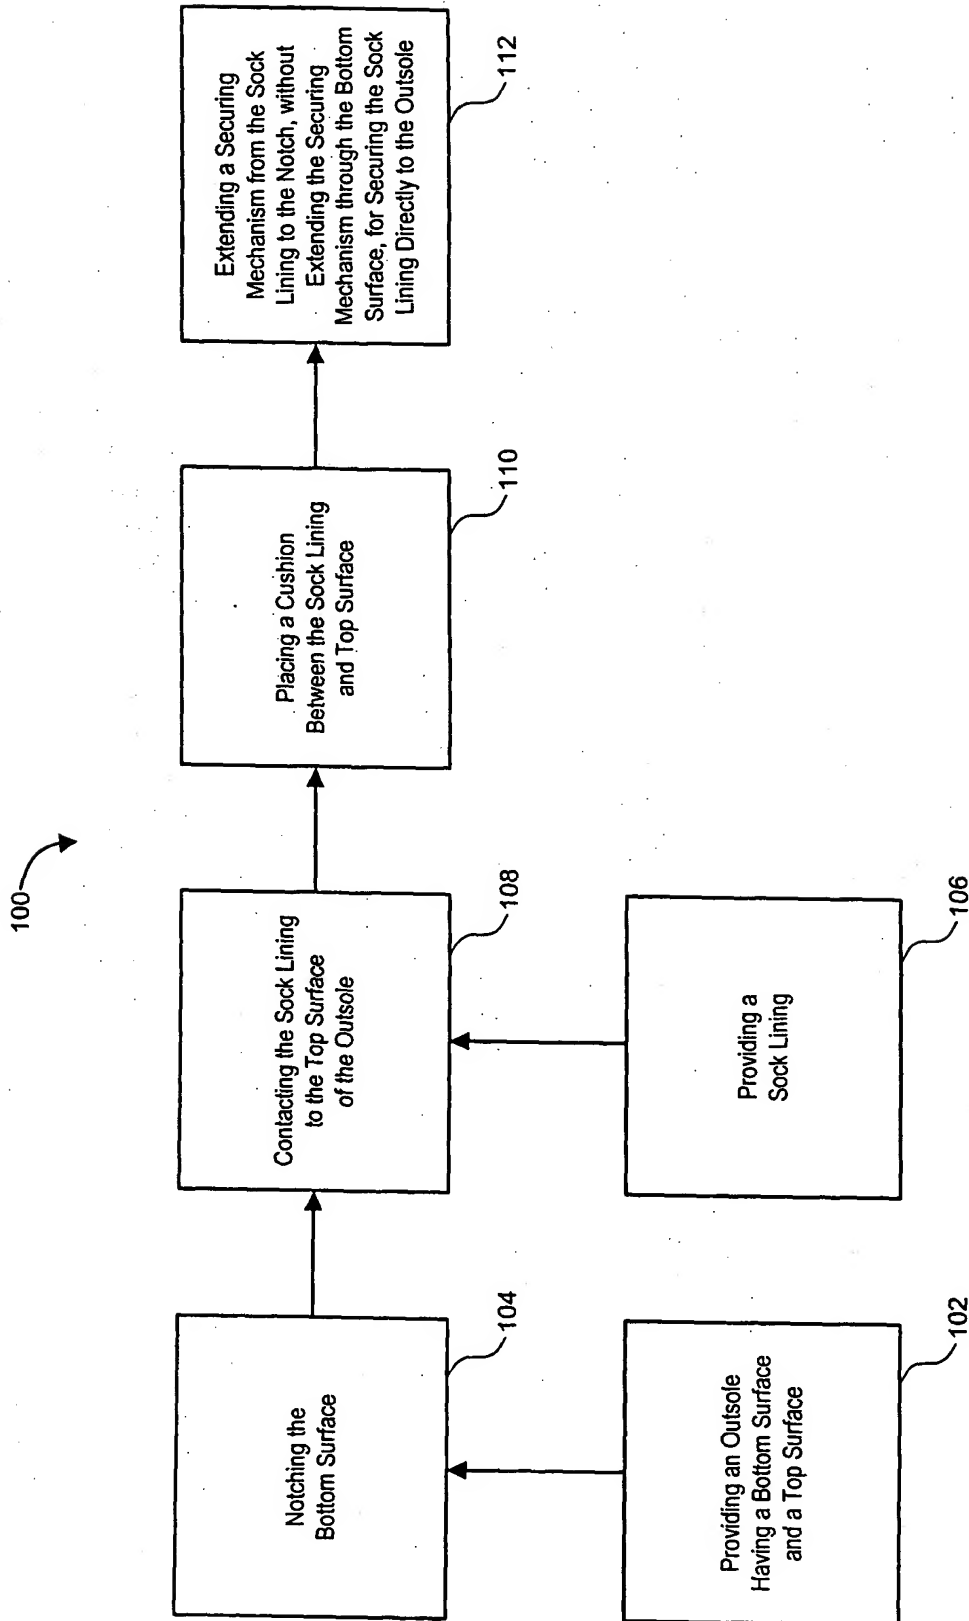 100
Notching the
Bottom Surface
104
Contacting the Sock Lining
to the Top Surface
of the Outsole
108
Placing a Cushion
Between the Sock Lining
and Top Surface
110
Extending a Securing
Mechanism from the Sock
Lining to the Notch, without
Extending the Securing
Mechanism through the Bottom
Surface, for Securing the Sock
Lining Directly to the Outsole
112
Providing an Outsole
Having a Bottom Surface
and a Top Surface
102
Providing a
Sock Lining
106